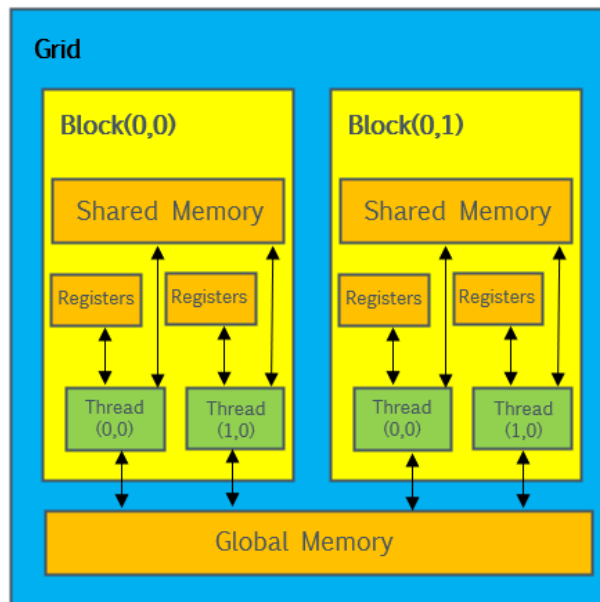 Grid
Block(0,0)
Shared Memory
Registers
Registers
Thread
(0,0)
Thread
(1,0)
Block(0,1)
Shared Memory
Registers
Registers
Thread
(0,0)
Thread
(1,0)
Global Memory